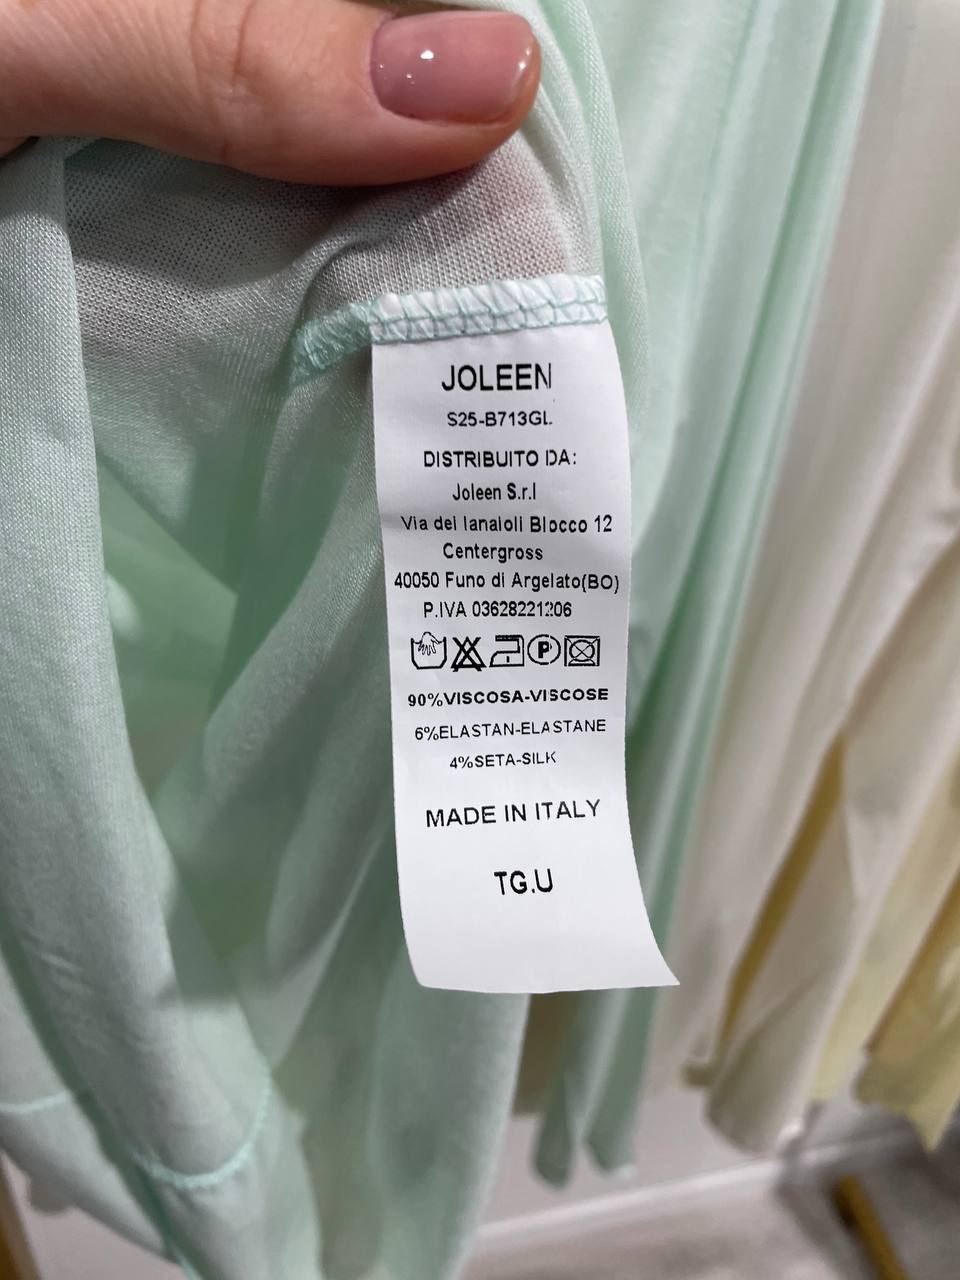 JOLEEN
S25-B713GL
DISTRIBUITO DA:
Joleen S.r.l
Via dei lanaioli Blocco 12
Centergross
40050 Funo di Argelato(BO)
P.IVA 03628221206
P
90%VISCOSA-VISCOSE
6%ELASTAN-ELASTANE
4%SETA-SILK
MADE IN ITALY
TG.U